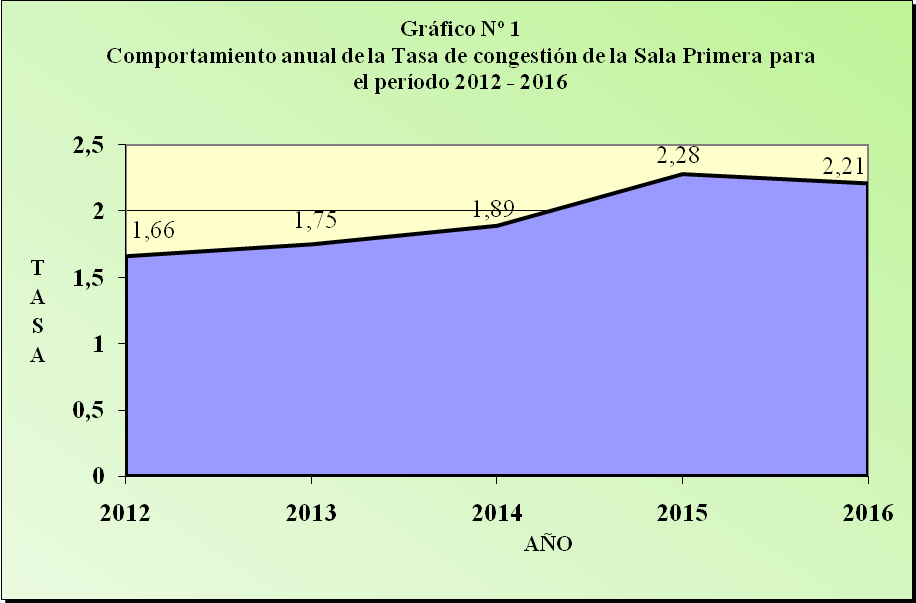 Gráfico Nº 1
Comportamiento anual de la Tasa de congestión de la Sala Primera para
el período 2012 - 2016
2,5
2
1,5
1
0,5
0
TASA
1,66
1,75
1,89
2,28
2,21
2012 2013 2014 2015 2016
AÑO